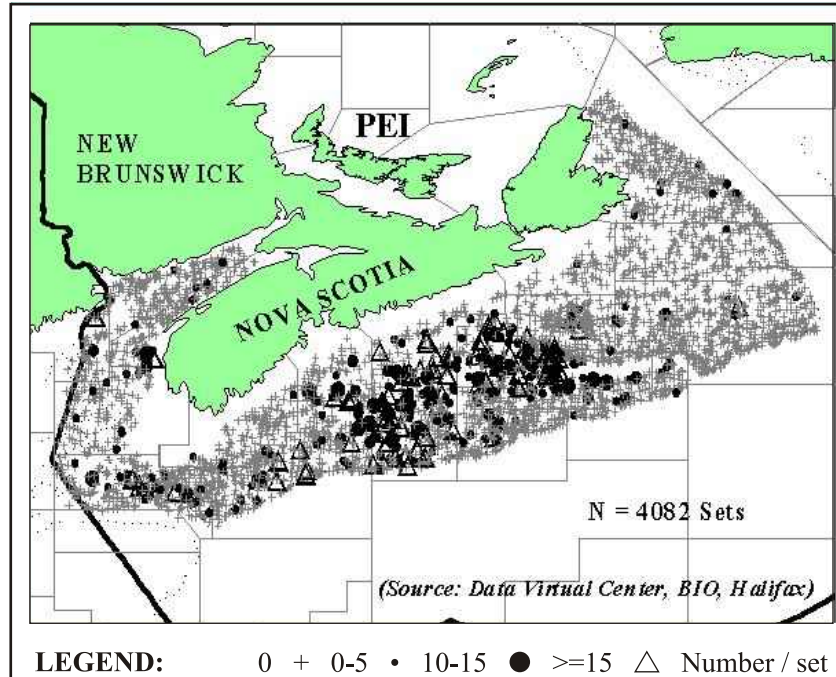 PEI
NEW
BRUNSWICK
NOVA SCOTIA
N = 4082 Sets
(Source: Data Virtual Center, BIO, Halifax)
LEGEND: 0 + 0-5 • 10-15 ● >=15 △ Number / set